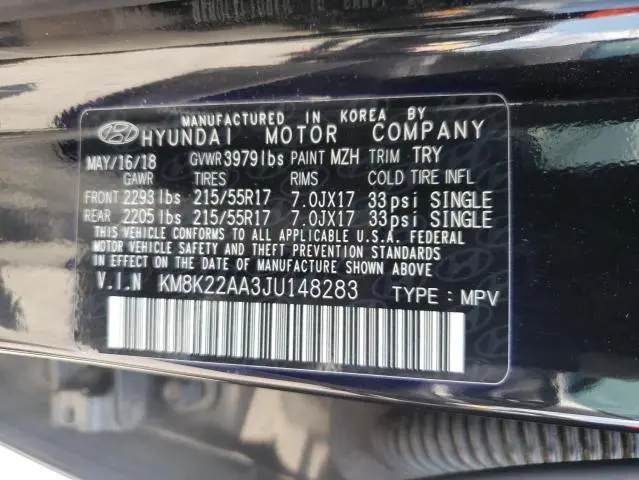 MANUFACTURED IN KOREA BY
HYUNDAI MOTOR COMPANY
MAY/16/18 GVWR 3979lbs PAINT MZH TRIM TRY
GAWR TIRES RIMS COLD TIRE INFL
FRONT 2293lbs 215/55R17 7.0JX17 33psi SINGLE
REAR 2205lbs 215/55R17 7.0JX17 33psi SINGLE
THIS VEHICLE CONFORMS TO ALL APPLICABLE U.S.A. FEDERAL
MOTOR VEHICLE SAFETY AND THEFT PREVENTION STANDARDS
IN EFFECT ON THE DATE OF MANUFACTURE SHOWN ABOVE
V.I.N KM8K22AA3JU148283 TYPE : MPV